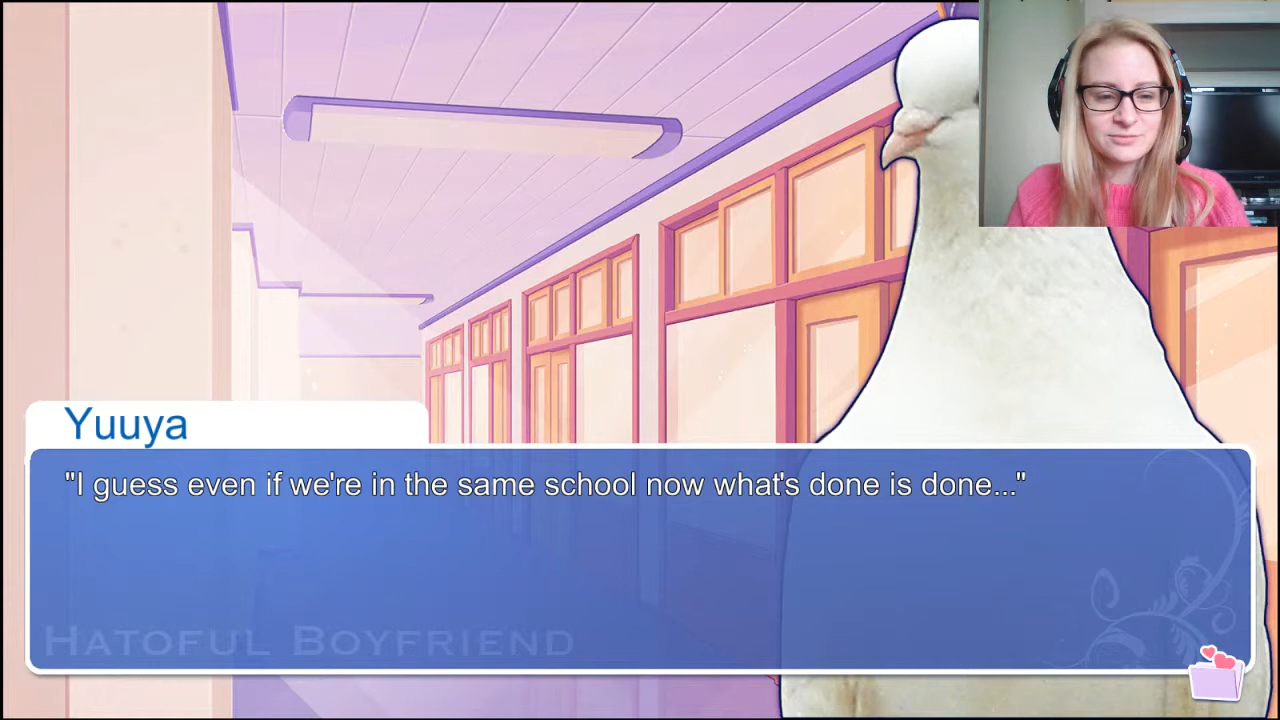 Yuuya
"I guess even if we're in the same school now what's done is done..."
HATOFUL BOYFRIEND